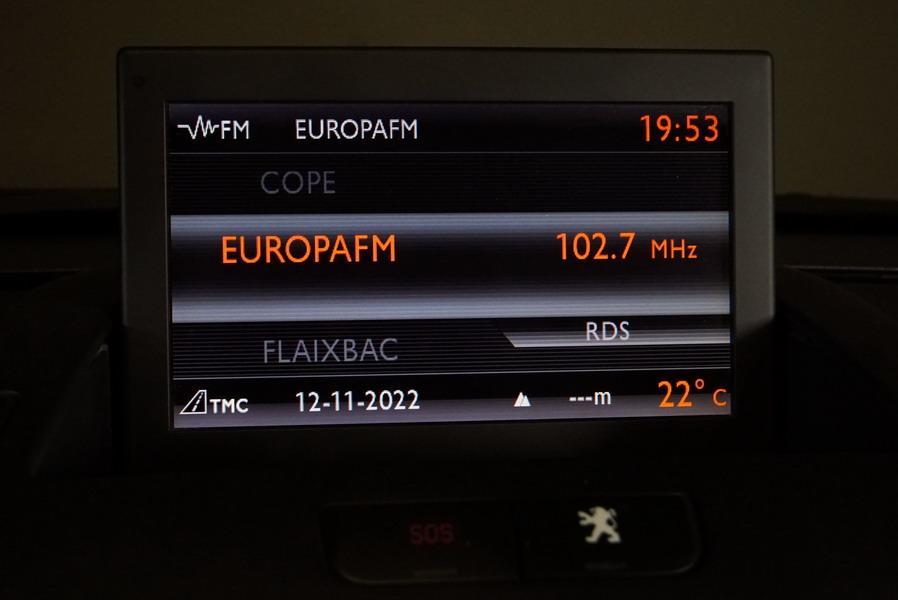 FM EUROPAFM 19:53
COPE
EUROPAFM 102.7 MHz
RDS
FLAIXBAC
TMC 12-11-2022 ---m 22° C
SOS